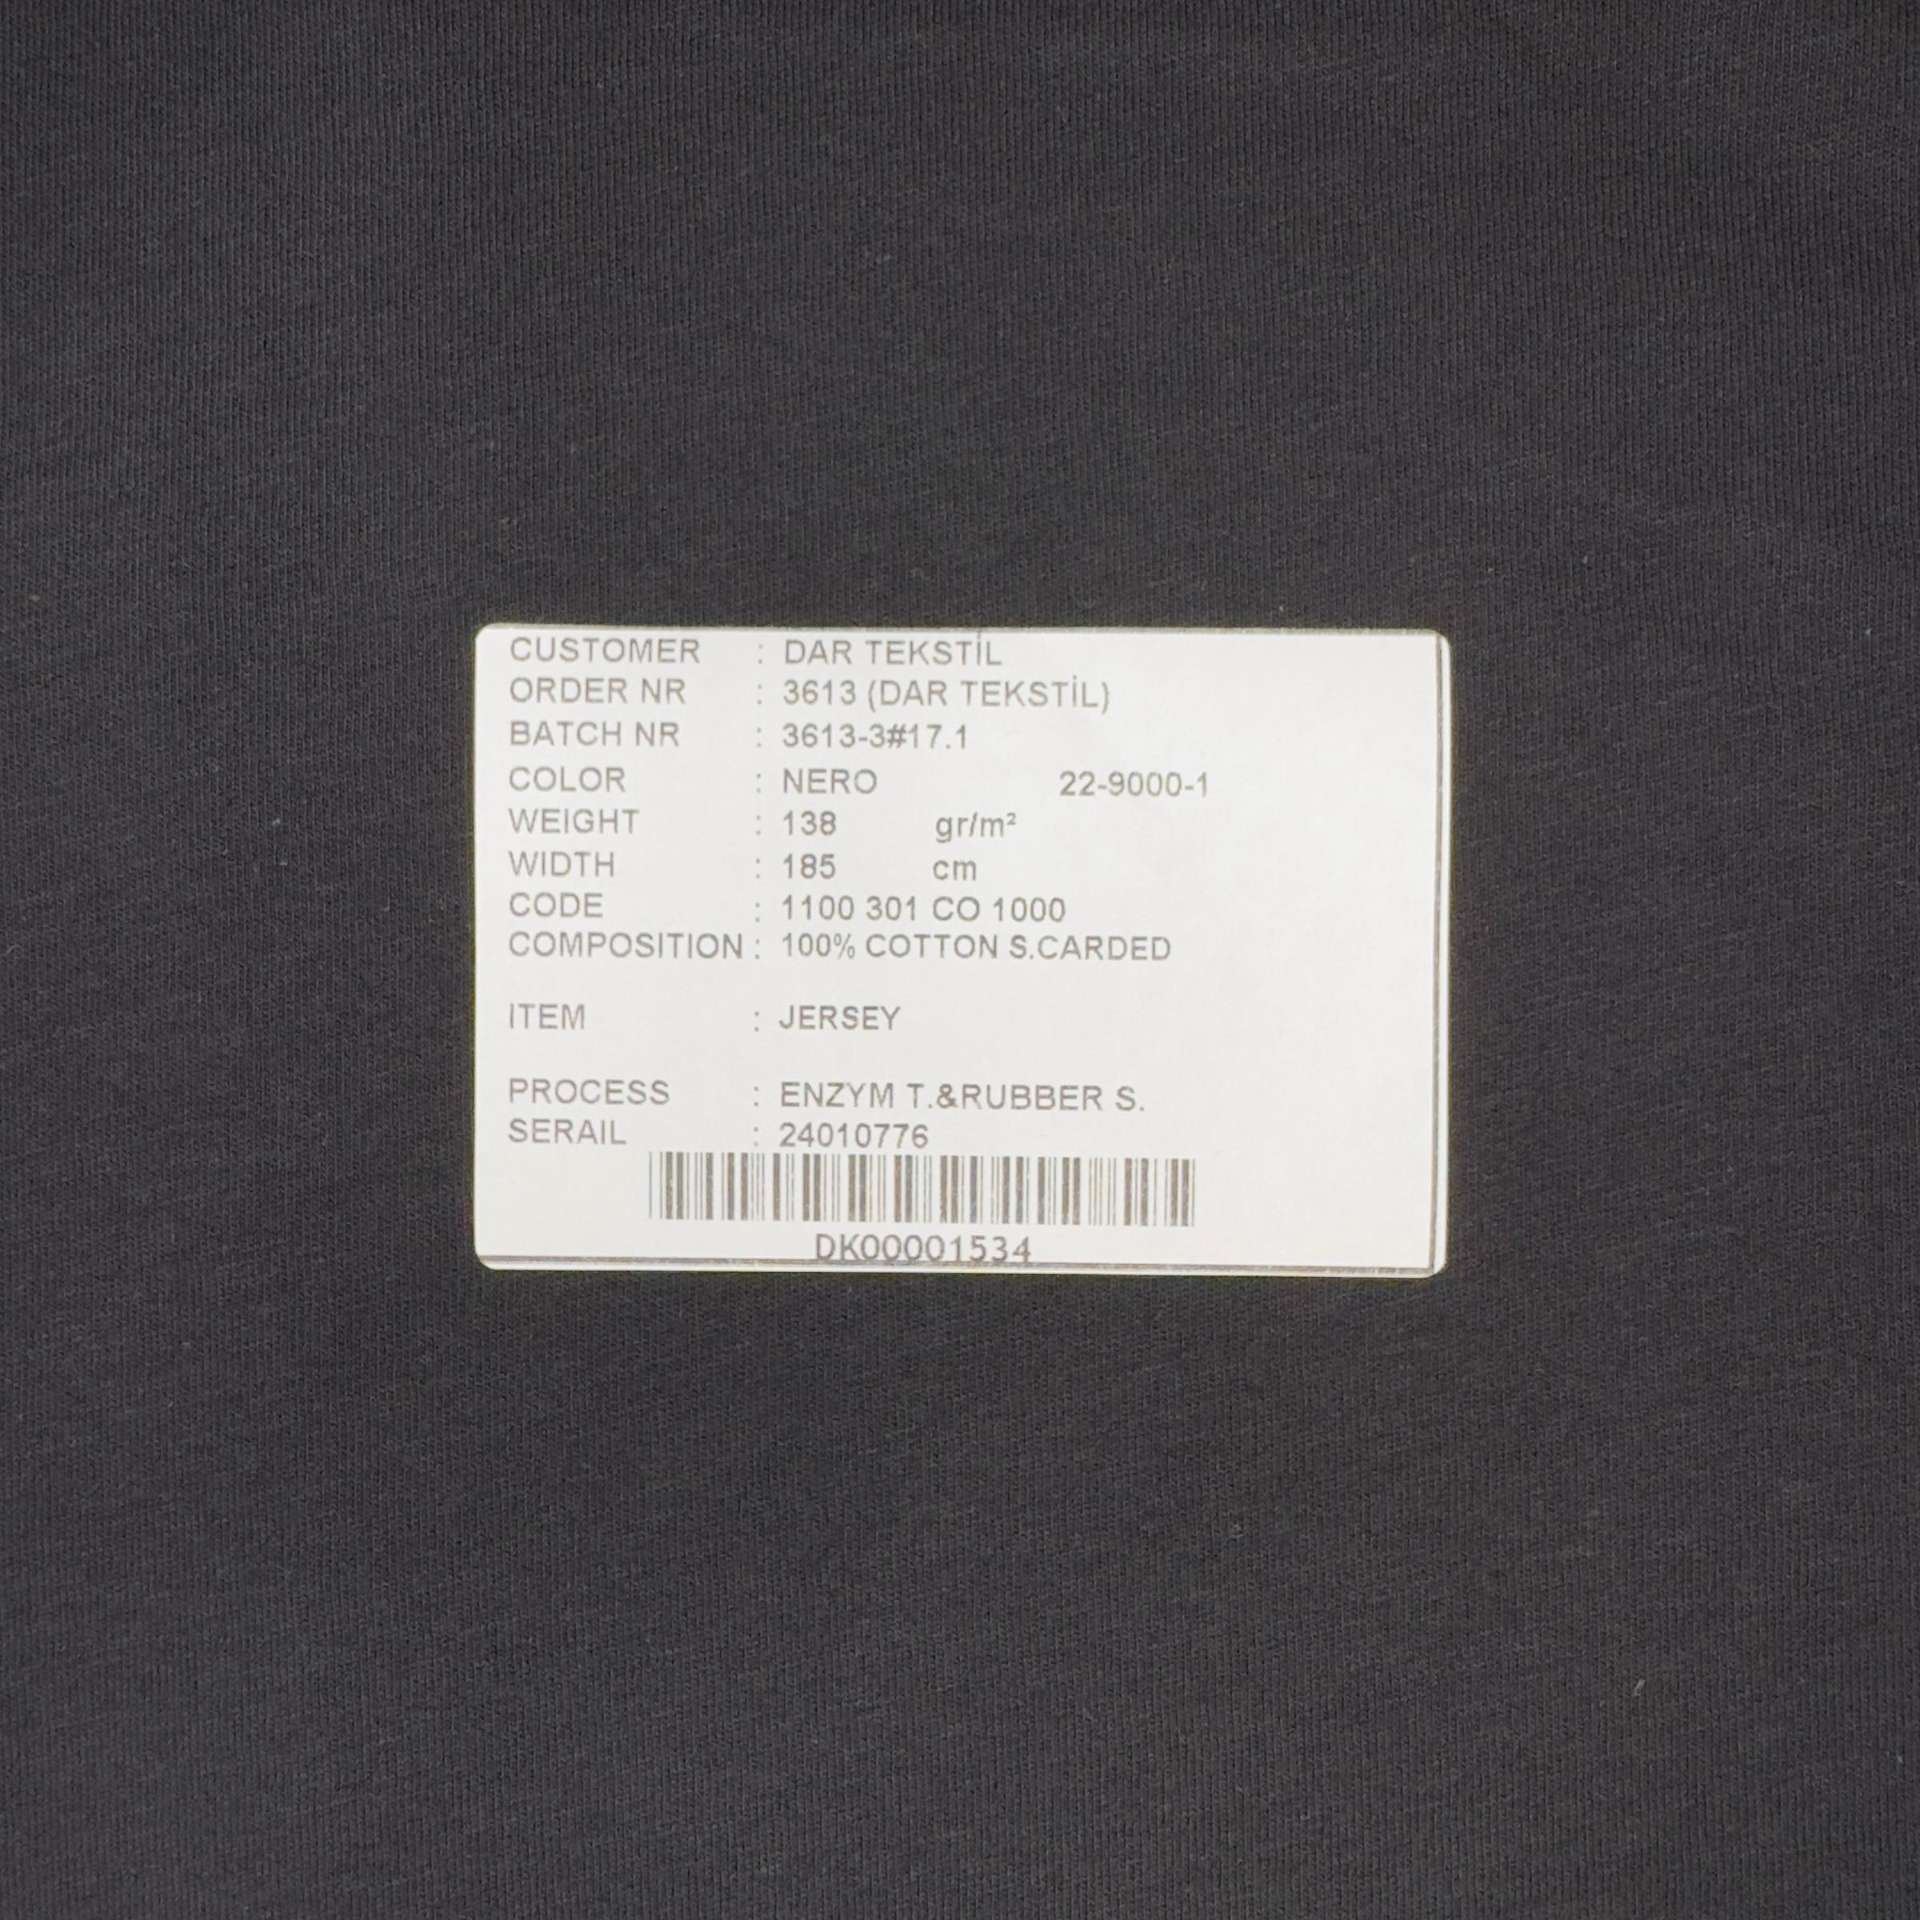 CUSTOMER : DAR TEKSTİL
ORDER NR : 3613 (DAR TEKSTİL)
BATCH NR : 3613-3#17.1
COLOR : NERO 22-9000-1
WEIGHT : 138 gr/m²
WIDTH : 185 cm
CODE : 1100 301 CO 1000
COMPOSITION : 100% COTTON S.CARDED
ITEM : JERSEY
PROCESS : ENZYM T.&RUBBER S.
SERAIL : 24010776
DK00001534